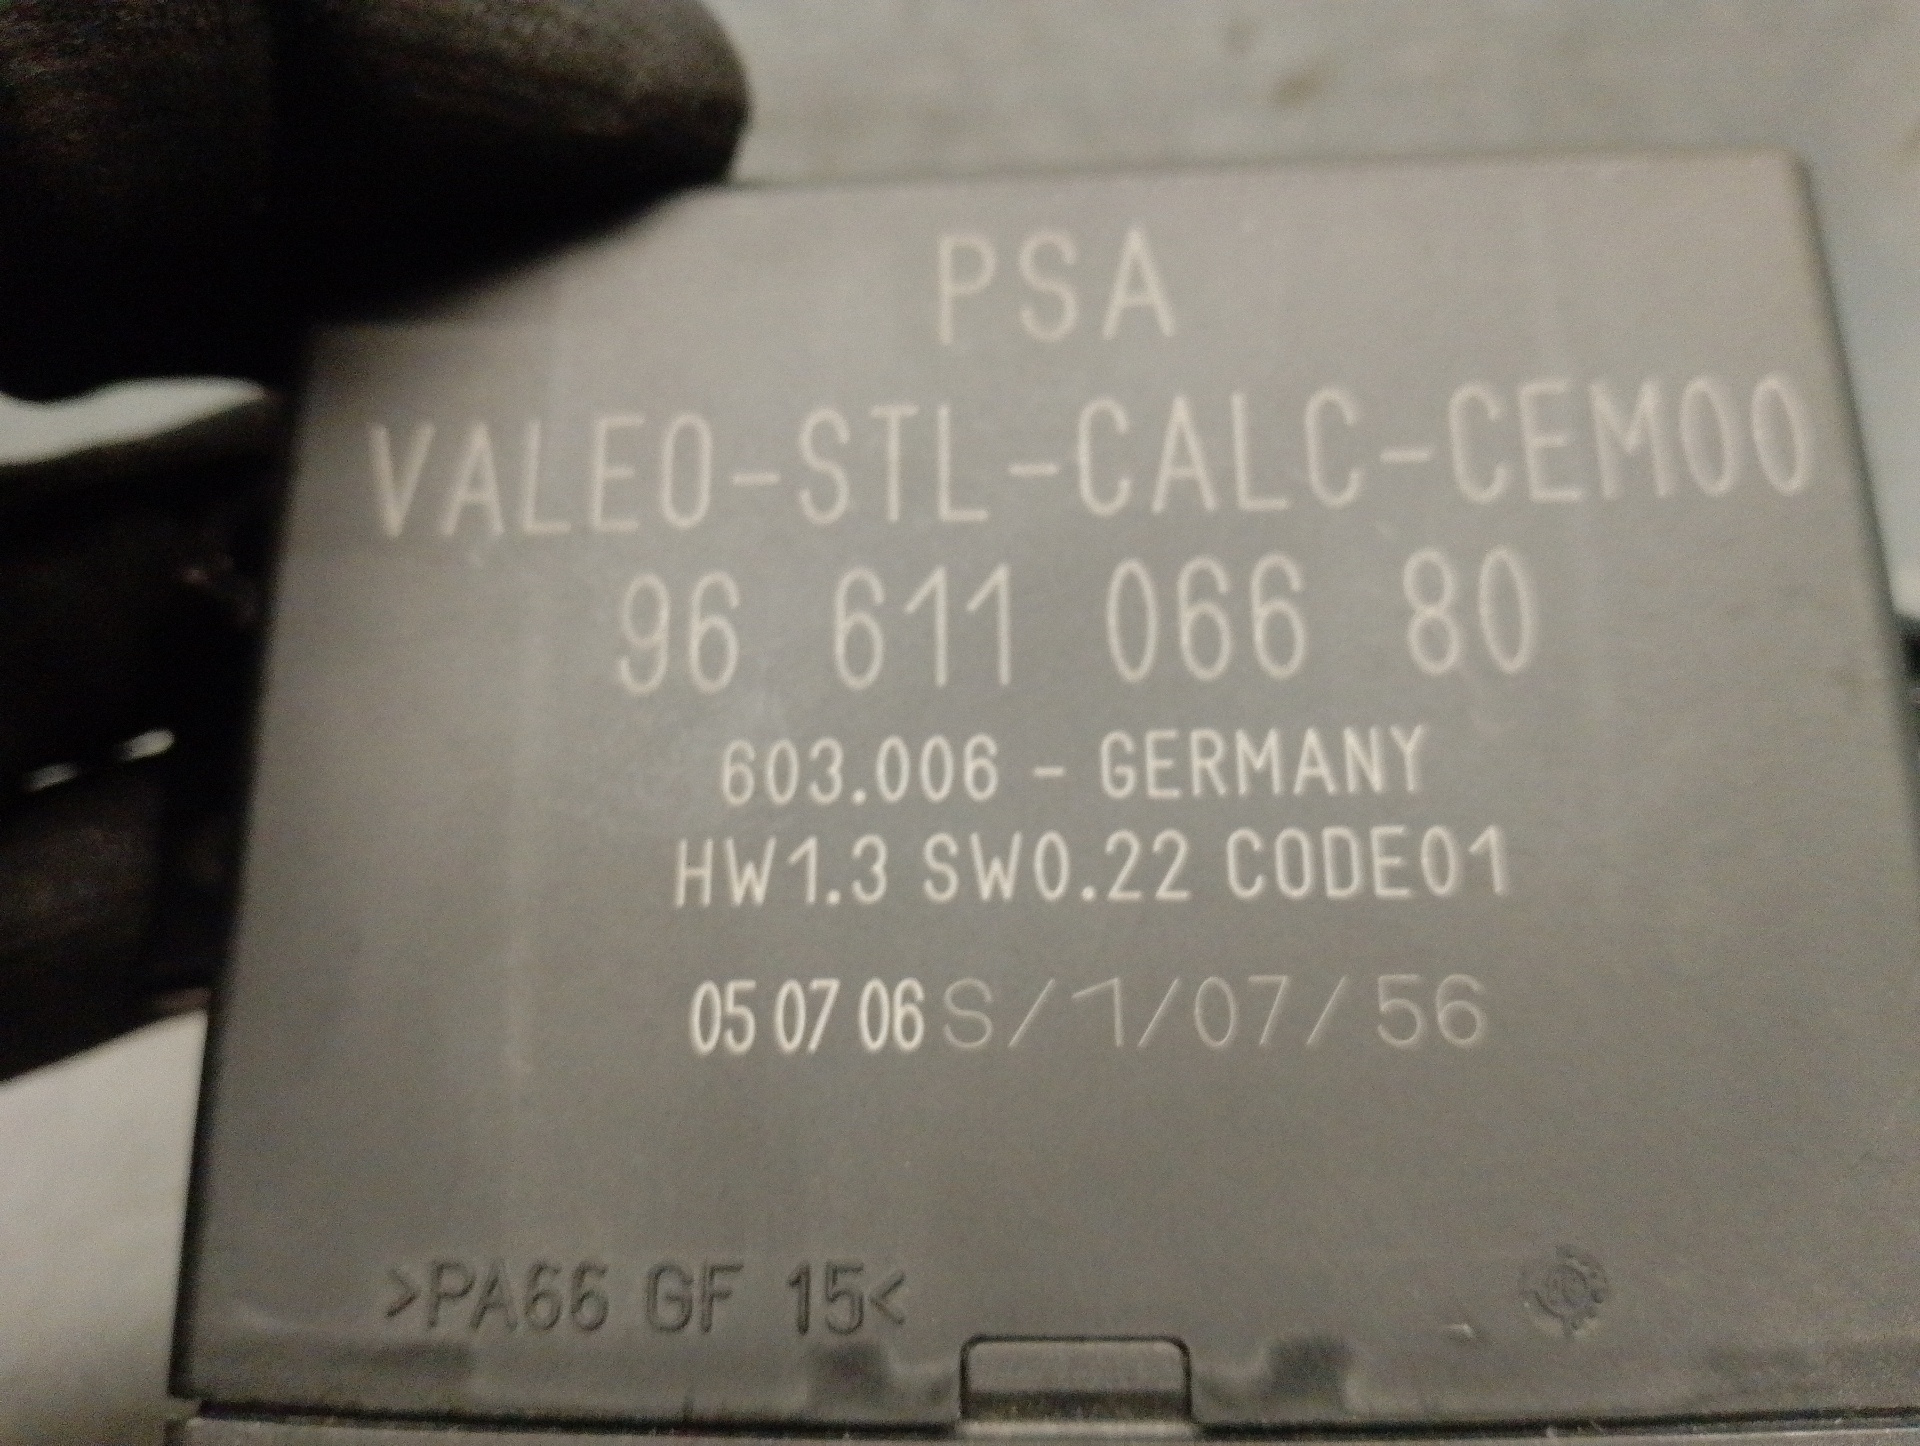 PSA
VALEO-STL-CALC-CEM00
96 611 066 80
603.006 - GERMANY
HW1.3 SW0.22 CODE01
05 07 06 S/1/07/56
>PA66 GF 15<